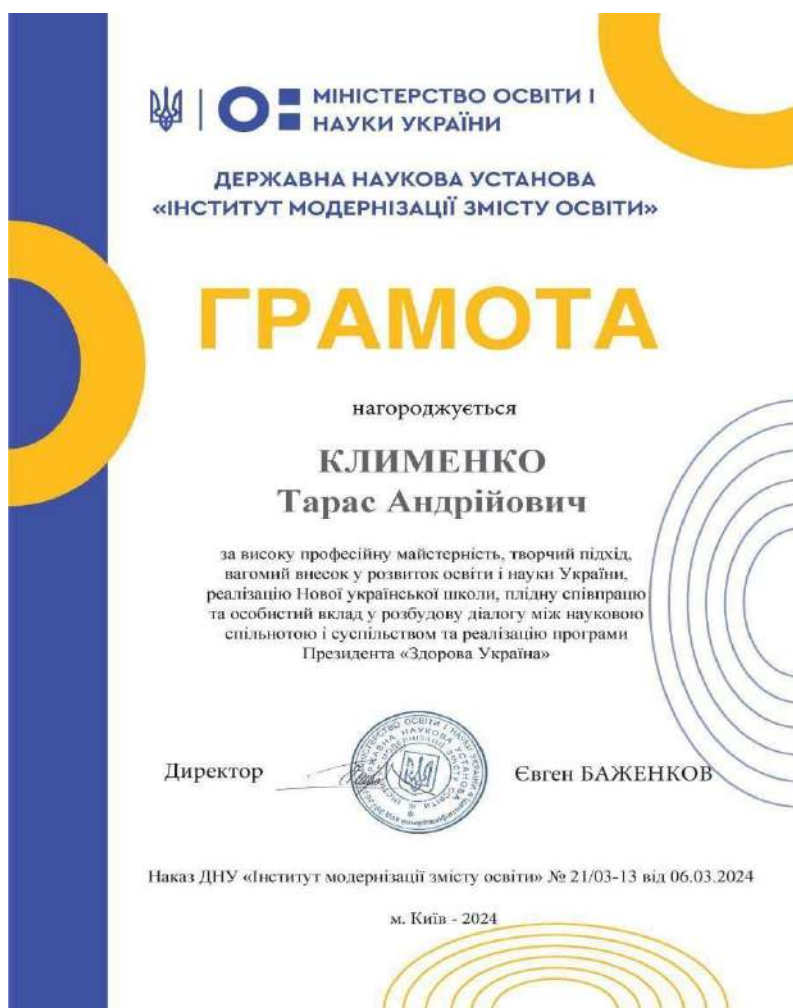 МІНІСТЕРСТВО ОСВІТИ І
НАУКИ УКРАЇНИ
ДЕРЖАВНА НАУКОВА УСТАНОВА
«ІНСТИТУТ МОДЕРНІЗАЦІЇ ЗМІСТУ ОСВІТИ»
ГРАМОТА
нагороджується
КЛИМЕНКО
Тарас Андрійович
за високу професійну майстерність, творчий підхід,
вагомий внесок у розвиток освіти і науки України,
реалізацію Нової української школи, плідну співпрацю
та особистий вклад у розбудову діалогу між науковою
спільнотою і суспільством та реалізацію програми
Президента «Здорова Україна»
Директор
Євген БАЖЕНКОВ
Наказ ДНУ «Інститут модернізації змісту освіти» № 21/03-13 від 06.03.2024
м. Київ - 2024